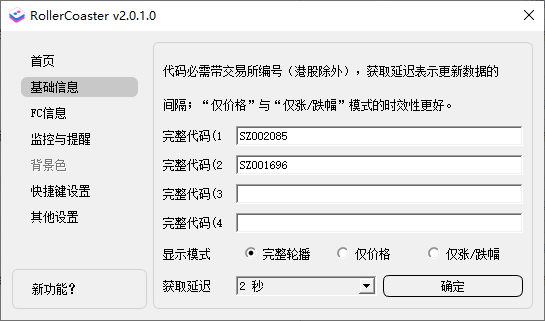 RollerCoaster v2.0.1.0
首页
基础信息
FC信息
监控与提醒
背景色
快捷键设置
其他设置
新功能?
代码必需带交易所编号（港股除外），获取延迟表示更新数据的
间隔；“仅价格”与“仅涨/跌幅”模式的时效性更好。
完整代码(1 SZ002085
完整代码(2 SZ001696
完整代码(3
完整代码(4
显示模式 完整轮播 仅价格 仅涨/跌幅
获取延迟 2 秒 确定